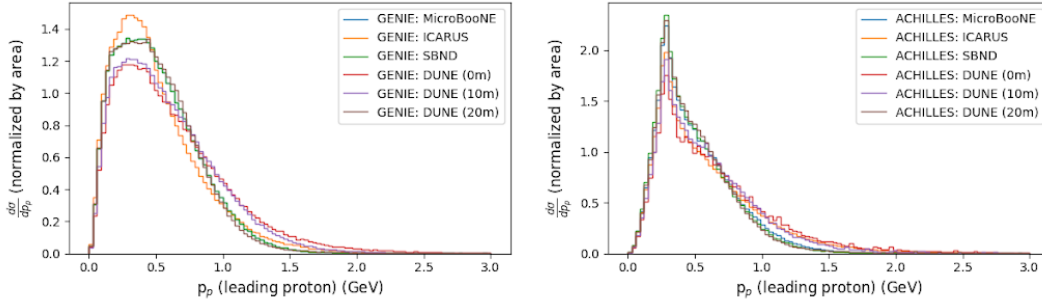 GENIE: MicroBooNE
GENIE: ICARUS
GENIE: SBND
GENIE: DUNE (0m)
GENIE: DUNE (10m)
GENIE: DUNE (20m)
dσ/dpₚ (normalized by area)
1.4
1.2
1.0
0.8
0.6
0.4
0.2
0.0
0.0 0.5 1.0 1.5 2.0 2.5 3.0
pₚ (leading proton) (GeV)
ACHILLES: MicroBooNE
ACHILLES: ICARUS
ACHILLES: SBND
ACHILLES: DUNE (0m)
ACHILLES: DUNE (10m)
ACHILLES: DUNE (20m)
dσ/dpₚ (normalized by area)
2.0
1.5
1.0
0.5
0.0
0.0 0.5 1.0 1.5 2.0 2.5 3.0
pₚ (leading proton) (GeV)